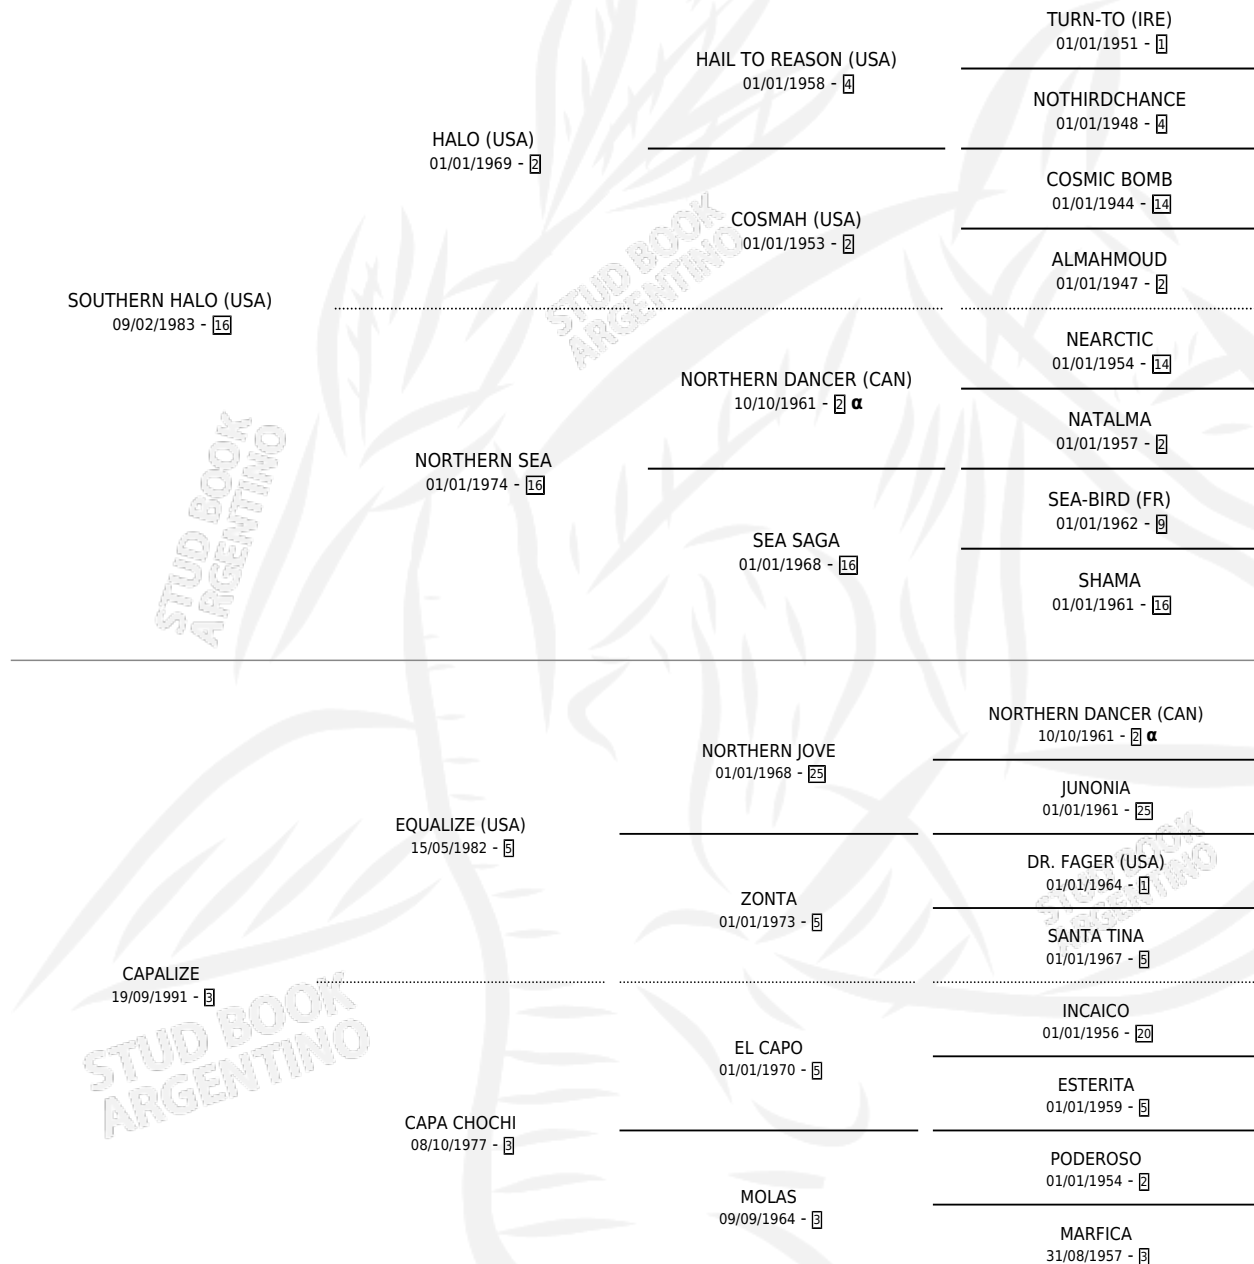 TURN-TO (IRE)
01/01/1951 - 1
HAIL TO REASON (USA)
01/01/1958 - 4
NOTHIRDCHANCE
01/01/1948 - 4
HALO (USA)
01/01/1969 - 2
COSMIC BOMB
01/01/1944 - 14
COSMAH (USA)
01/01/1953 - 2
ALMAHMOUD
01/01/1947 - 2
SOUTHERN HALO (USA)
09/02/1983 - 16
NEARCTIC
01/01/1954 - 14
NORTHERN DANCER (CAN)
10/10/1961 - 2 α
NATALMA
01/01/1957 - 2
NORTHERN SEA
01/01/1974 - 16
SEA-BIRD (FR)
01/01/1962 - 9
SEA SAGA
01/01/1968 - 16
SHAMA
01/01/1961 - 16
NORTHERN DANCER (CAN)
10/10/1961 - 2 α
NORTHERN JOVE
01/01/1968 - 25
JUNONIA
01/01/1961 - 25
EQUALIZE (USA)
15/05/1982 - 5
DR. FAGER (USA)
01/01/1964 - 1
ZONTA
01/01/1973 - 5
SANTA TINA
01/01/1967 - 5
CAPALIZE
19/09/1991 - 3
INCAICO
01/01/1956 - 20
EL CAPO
01/01/1970 - 5
ESTERITA
01/01/1959 - 5
CAPA CHOCHI
08/10/1977 - 3
PODEROSO
01/01/1954 - 2
MOLAS
09/09/1964 - 3
MARFICA
31/08/1957 - 3
STUD BOOK
ARGENTINO
STUD BOOK
ARGENTINO
STUD BOOK
ARGENTINO
STUD BOOK
ARGENTINO